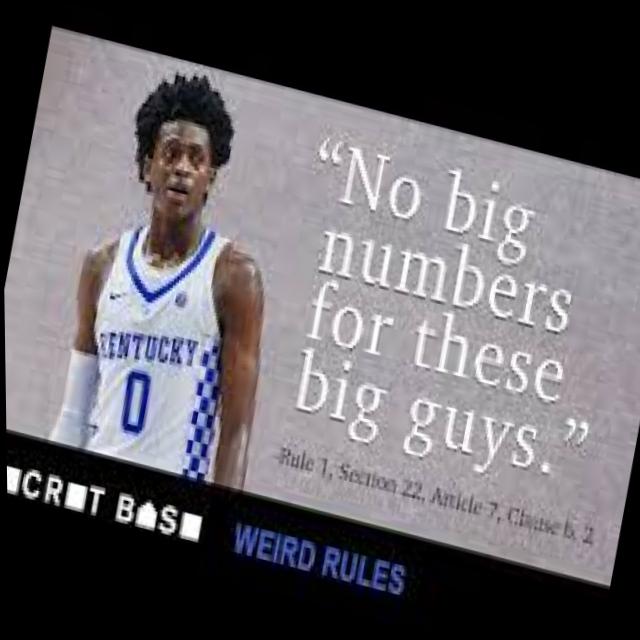 “No big
numbers
for these
big guys.”
Rule 1, Section 22, Article 7, Clause b, 2
KENTUCKY
0
WEIRD RULES